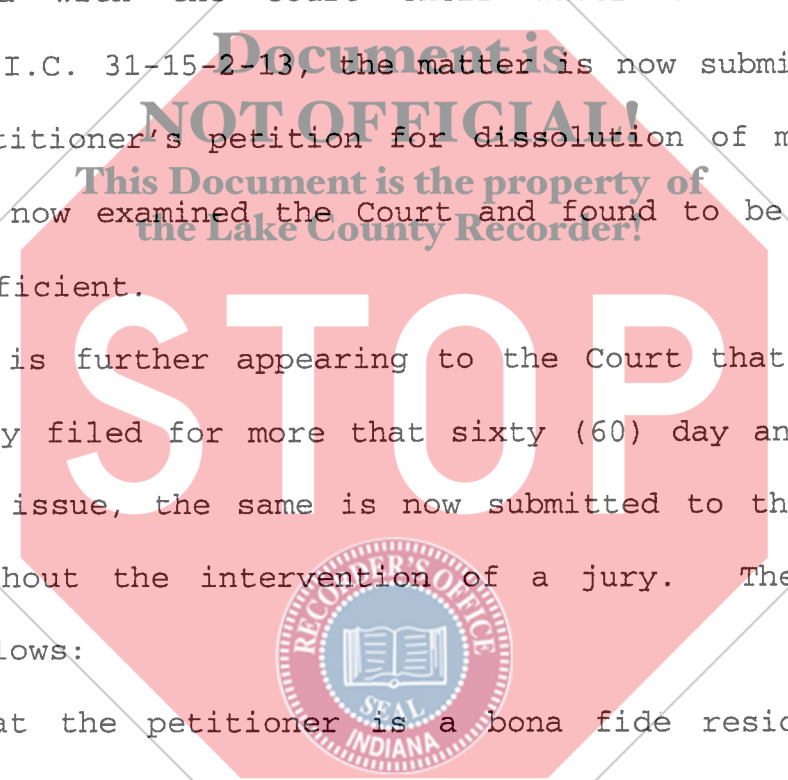 with the court
I.C. 31-15-2-13, the matter is now submi
Document is
titioner's petition for dissolution of m
NOT OFFICIAL!
This Document is the property of
now examined the Court and found to be
the Lake County Recorder!
ficient.
is further appearing to the Court that
y filed for more that sixty (60) day an
issue, the same is now submitted to th
hout the intervention of a jury. The
lows:
at the petitioner is a bona fide resid
STOP
RECORDER'S OFFICE
SEAL
INDIANA